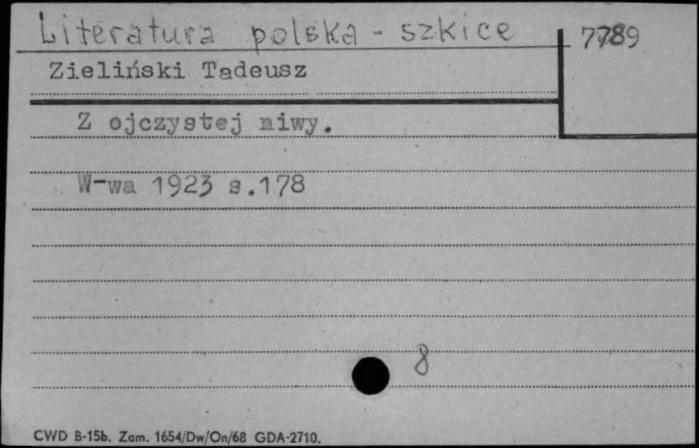 Literatura polska - szkice
7789
Zieliński Tadeusz
Z ojczystej niwy.
W-wa 1923 s.178
8
CWD B-15b. Zam. 1654/Dw/On/68 GDA-2710.